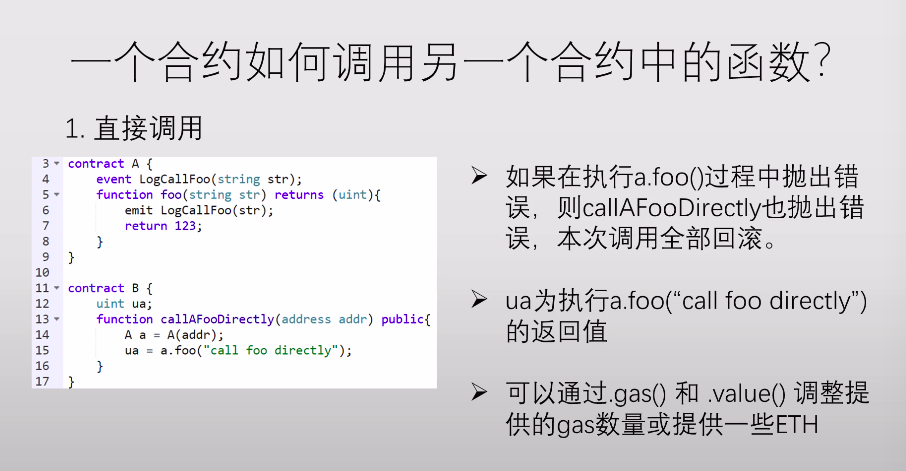 一个合约如何调用另一个合约中的函数?
1. 直接调用
3 contract A {
4     event LogCallFoo(string str);
5     function foo(string str) returns (uint){
6         emit LogCallFoo(str);
7         return 123;
8     }
9 }
10
11 contract B {
12     uint ua;
13     function callAFooDirectly(address addr) public{
14         A a = A(addr);
15         ua = a.foo("call foo directly");
16     }
17 }
➢ 如果在执行a.foo()过程中抛出错
误，则callAFooDirectly也抛出错
误，本次调用全部回滚。
➢ ua为执行a.foo(“call foo directly”)
的返回值
➢ 可以通过.gas() 和 .value() 调整提
供的gas数量或提供一些ETH